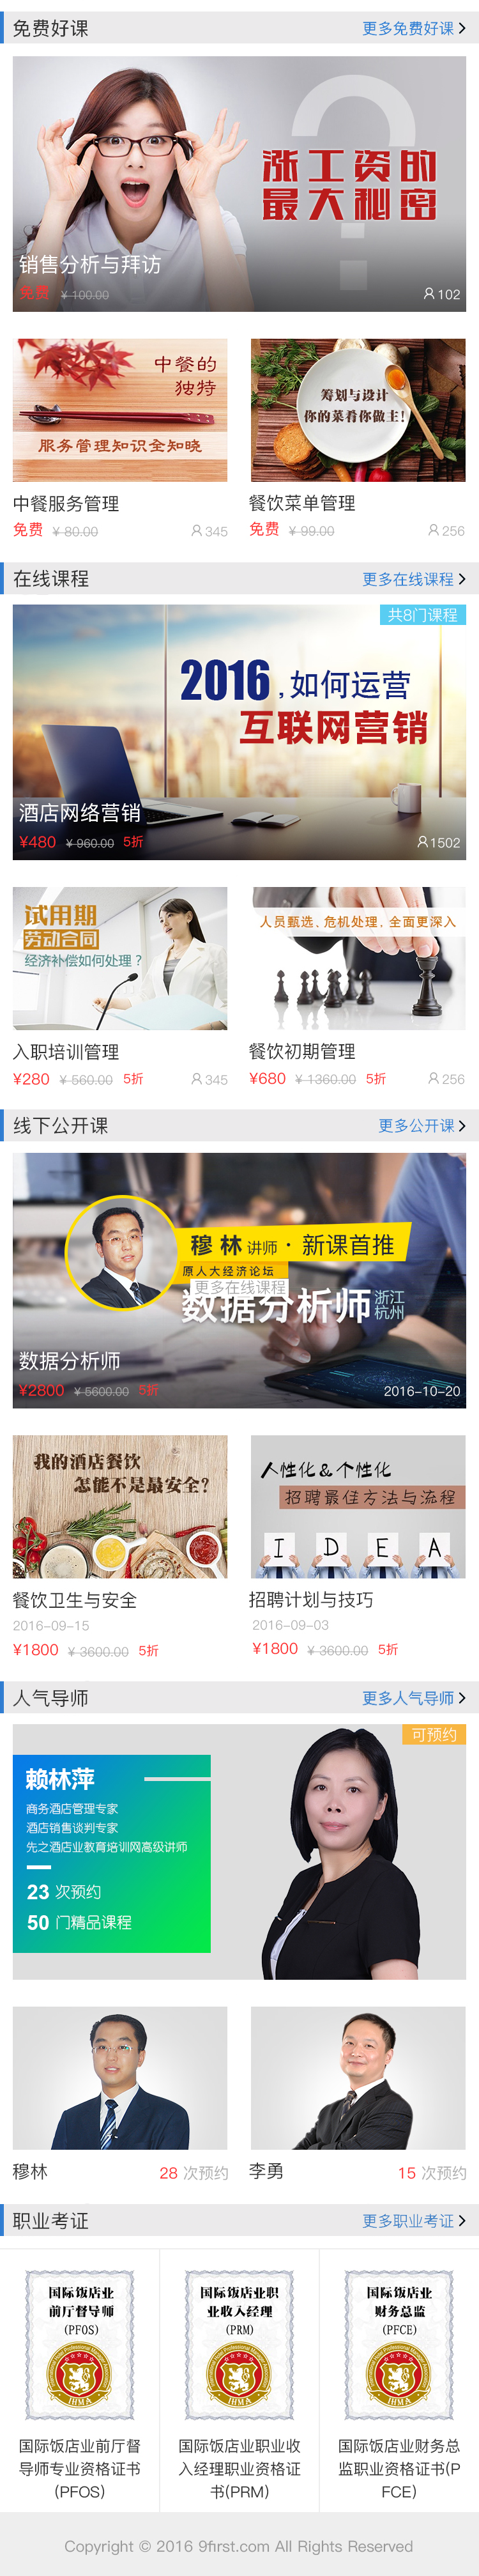 免费好课
更多免费好课
涨工资的
最大秘密
销售分析与拜访
免费 ¥ 100.00
102
中餐的
独特
服务管理知识全知晚
筹划与设计
你的菜看你做主!
中餐服务管理
免费 ¥ 80.00
345
餐饮菜单管理
免费 ¥ 99.00
256
在线课程
更多在线课程
共8门课程
2016,如何运营
互联网营销
酒店网络营销
¥480 ¥ 960.00 5折
1502
试用期
劳动合同
经济补偿如何处理?
人员甄选,危机处理,全面更深入
入职培训管理
¥280 ¥ 560.00 5折
345
餐饮初期管理
¥680 ¥ 1360.00 5折
256
线下公开课
更多公开课
穆 林 讲师 · 新课首推
原人大经济论坛
更多在线课程
数据分析师 浙江
杭州
数据分析师
¥2800 ¥ 5600.00 5折
2016-10-20
我的酒店餐饮
怎能不是最安全?
人性化&个性化
招聘最佳方法与流程
I D E A
餐饮卫生与安全
2016-09-15
¥1800 ¥ 3600.00 5折
招聘计划与技巧
2016-09-03
¥1800 ¥ 3600.00 5折
人气导师
更多人气导师
可预约
赖林萍
商务酒店管理专家
酒店销售谈判专家
先之酒店业教育培训网高级讲师
23 次预约
50 门精品课程
穆林
28 次预约
李勇
15 次预约
职业考证
更多职业考证
国际饭店业
前厅督导师
(PFOS)
IHMA
国际饭店业职
业收入经理
(PRM)
IHMA
国际饭店业
财务总监
(PFCE)
IHMA
国际饭店业前厅督
导师专业资格证书
(PFOS)
国际饭店业职业收
入经理职业资格证
书(PRM)
国际饭店业财务总
监职业资格证书(P
FCE)
Copyright © 2016 9first.com All Rights Reserved